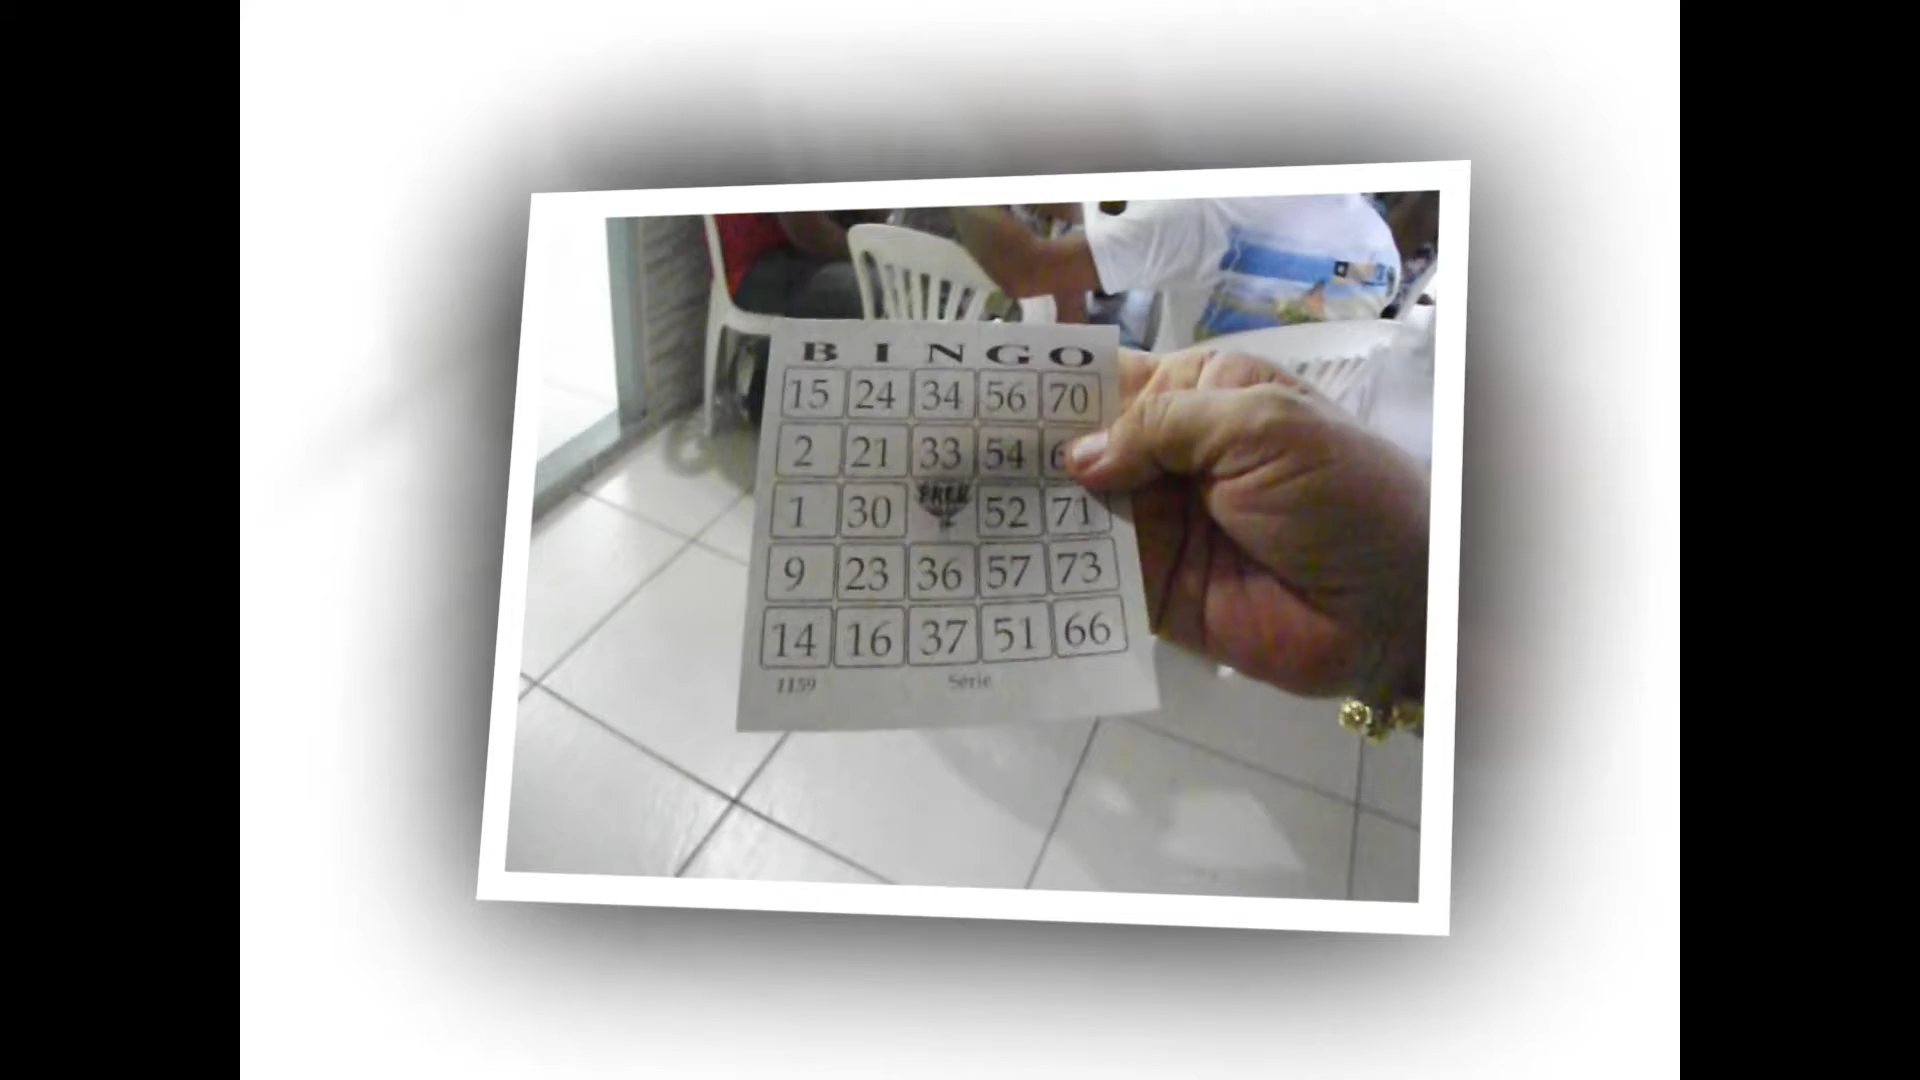 B I N G O
15 24 34 56 70
2 21 33 54
1 30 FREE 52 71
9 23 36 57 73
14 16 37 51 66
1159 Série